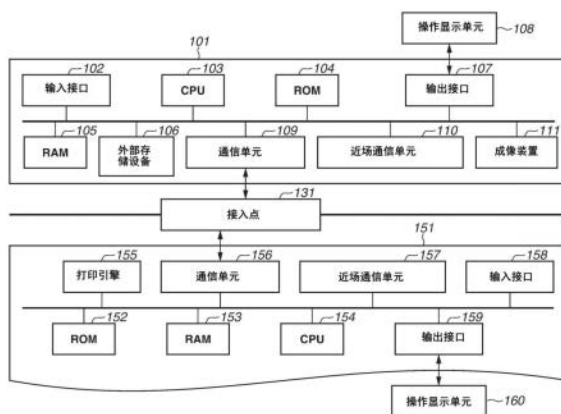 操作显示单元 108
101
输入接口 102
CPU 103
ROM 104
输出接口 107
RAM 105
外部存
储设备 106
通信单元 109
近场通信单元 110
成像装置 111
接入点 131
151
打印引擎 155
通信单元 156
近场通信单元 157
输入接口 158
ROM 152
RAM 153
CPU 154
输出接口 159
操作显示单元 160